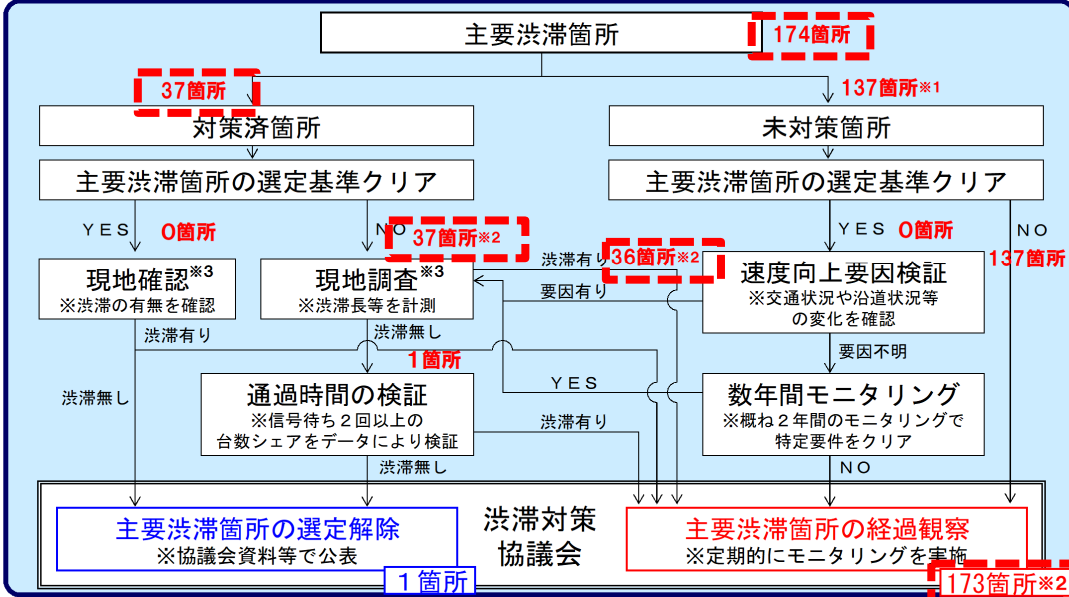 主要渋滞箇所
174箇所
37箇所
137箇所※1
対策済箇所
未対策箇所
主要渋滞箇所の選定基準クリア
主要渋滞箇所の選定基準クリア
ＹＥＳ
0箇所
ＮＯ
37箇所※2
ＹＥＳ
0箇所
ＮＯ
137箇所
現地確認※3
※渋滞の有無を確認
現地調査※3
※渋滞長等を計測
渋滞有り
36箇所※2
要因有り
速度向上要因検証
※交通状況や沿道状況等
の変化を確認
渋滞有り
渋滞無し
要因不明
1箇所
渋滞無し
通過時間の検証
※信号待ち２回以上の
台数シェアをデータにより検証
ＹＥＳ
数年間モニタリング
※概ね２年間のモニタリングで
特定要件をクリア
渋滞有り
渋滞無し
ＮＯ
主要渋滞箇所の選定解除
※協議会資料等で公表
１箇所
渋滞対策
協議会
主要渋滞箇所の経過観察
※定期的にモニタリングを実施
173箇所※2